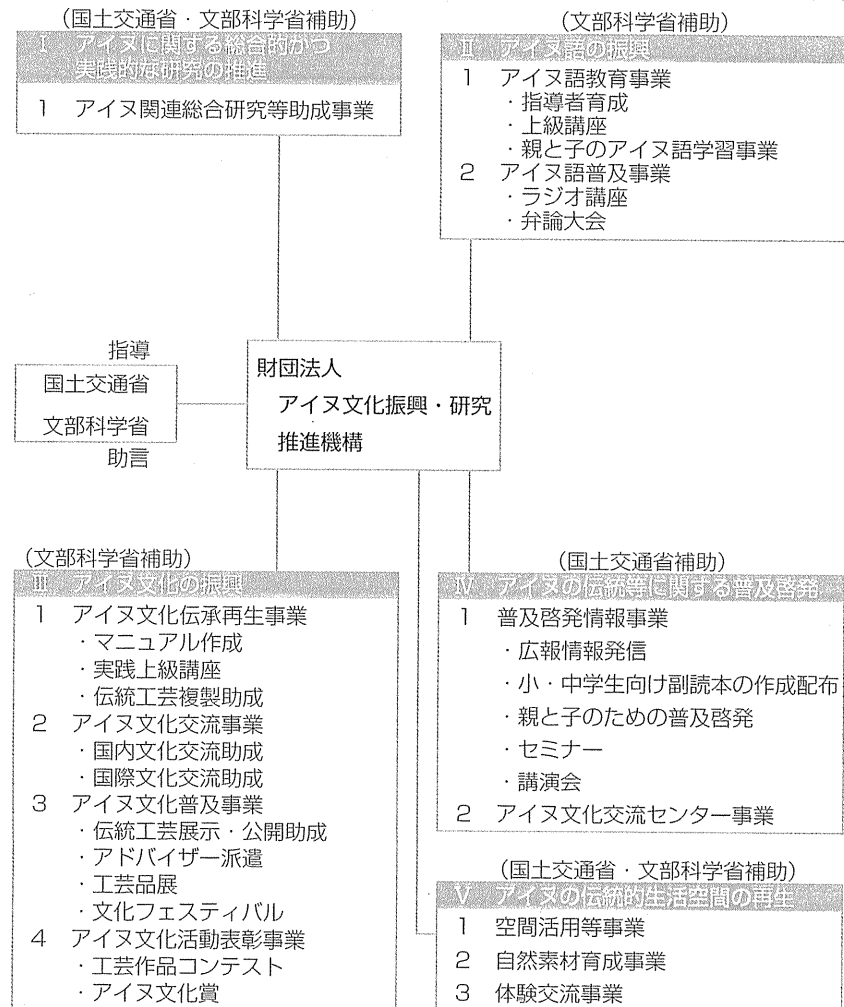 (国土交通省・文部科学省補助)
Ⅰ アイヌに関する総合的かつ
実践的な研究の推進
1 アイヌ関連総合研究等助成事業
(文部科学省補助)
Ⅱ アイヌ語の振興
1 アイヌ語教育事業
・指導者育成
・上級講座
・親と子のアイヌ語学習事業
2 アイヌ語普及事業
・ラジオ講座
・弁論大会
指導
国土交通省
文部科学省
助言
財団法人
アイヌ文化振興・研究
推進機構
(文部科学省補助)
Ⅲ アイヌ文化の振興
1 アイヌ文化伝承再生事業
・マニュアル作成
・実践上級講座
・伝統工芸複製助成
2 アイヌ文化交流事業
・国内文化交流助成
・国際文化交流助成
3 アイヌ文化普及事業
・伝統工芸展示・公開助成
・アドバイザー派遣
・工芸品展
・文化フェスティバル
4 アイヌ文化活動表彰事業
・工芸作品コンテスト
・アイヌ文化賞
(国土交通省補助)
Ⅳ アイヌの伝統等に関する普及啓発
1 普及啓発情報事業
・広報情報発信
・小・中学生向け副読本の作成配布
・親と子のための普及啓発
・セミナー
・講演会
2 アイヌ文化交流センター事業
(国土交通省・文部科学省補助)
Ⅴ アイヌの伝統的生活空間の再生
1 空間活用等事業
2 自然素材育成事業
3 体験交流事業